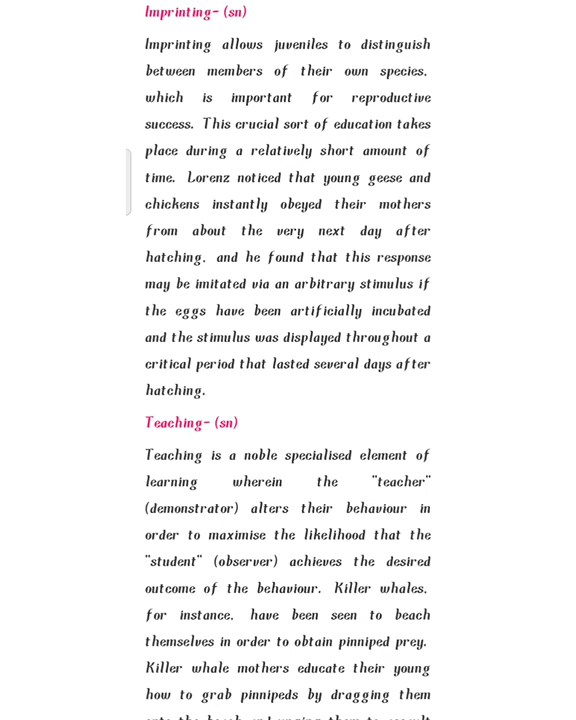 Imprinting- (sn)
Imprinting allows juveniles to distinguish
between members of their own species,
which is important for reproductive
success. This crucial sort of education takes
place during a relatively short amount of
time. Lorenz noticed that young geese and
chickens instantly obeyed their mothers
from about the very next day after
hatching, and he found that this response
may be imitated via an arbitrary stimulus if
the eggs have been artificially incubated
and the stimulus was displayed throughout a
critical period that lasted several days after
hatching.
Teaching- (sn)
Teaching is a noble specialised element of
learning wherein the "teacher"
(demonstrator) alters their behaviour in
order to maximise the likelihood that the
"student" (observer) achieves the desired
outcome of the behaviour. Killer whales,
for instance, have been seen to beach
themselves in order to obtain pinniped prey.
Killer whale mothers educate their young
how to grab pinnipeds by dragging them